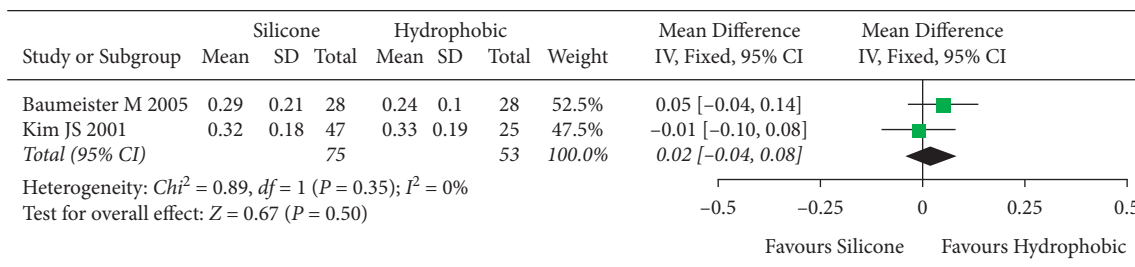 Silicone Hydrophobic Mean Difference Mean Difference
Study or Subgroup Mean SD Total Mean SD Total Weight IV, Fixed, 95% CI IV, Fixed, 95% CI
Baumeister M 2005 0.29 0.21 28 0.24 0.1 28 52.5% 0.05 [–0.04, 0.14]
Kim JS 2001 0.32 0.18 47 0.33 0.19 25 47.5% –0.01 [–0.10, 0.08]
Total (95% CI) 75 53 100.0% 0.02 [–0.04, 0.08]
Heterogeneity: Chi² = 0.89, df = 1 (P = 0.35); I² = 0%
Test for overall effect: Z = 0.67 (P = 0.50)
–0.5 –0.25 0 0.25 0.5
Favours Silicone Favours Hydrophobic